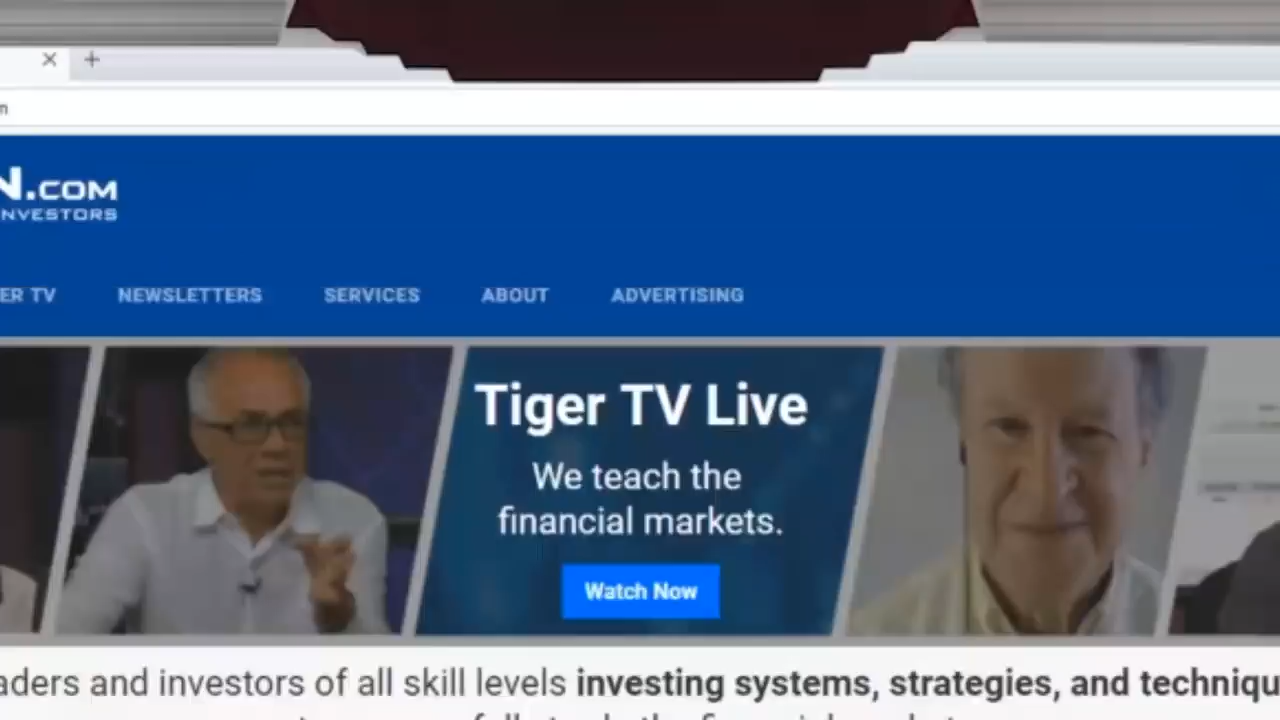 N.COM
INVESTORS
ER TV NEWSLETTERS SERVICES ABOUT ADVERTISING
Tiger TV Live
We teach the
financial markets.
Watch Now
aders and investors of all skill levels investing systems, strategies, and techniqu